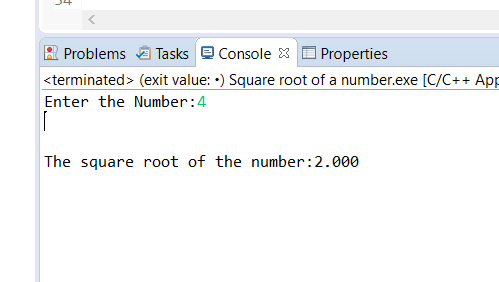 34
Problems Tasks Console Properties
<terminated> (exit value: •) Square root of a number.exe [C/C++ App
Enter the Number:4
The square root of the number:2.000